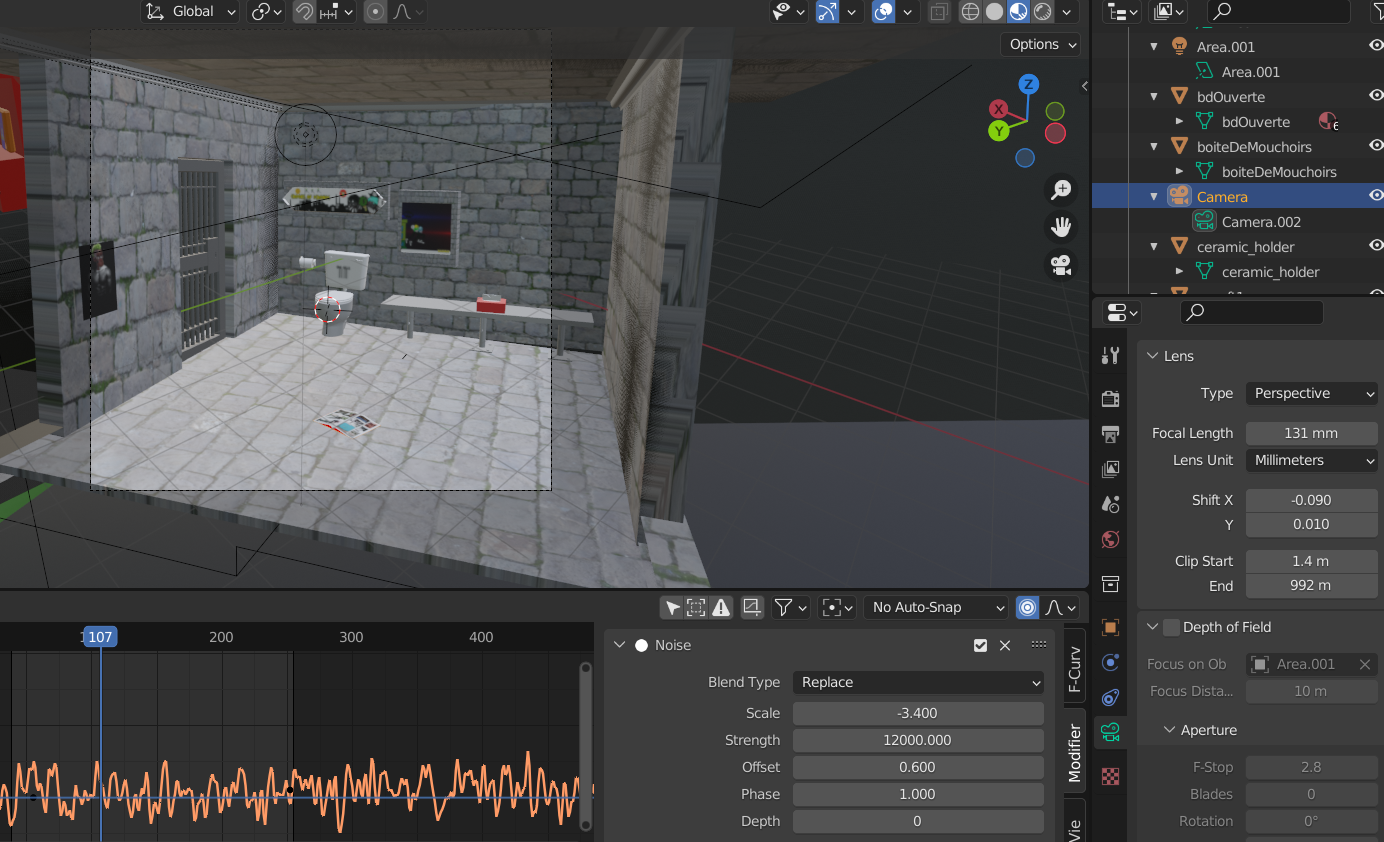 Global
Options
Z
X
Y
Area.001
Area.001
bdOuverte
bdOuverte
6
boiteDeMouchoirs
boiteDeMouchoirs
Camera
Camera.002
ceramic_holder
ceramic_holder
Lens
Type Perspective
Focal Length 131 mm
Lens Unit Millimeters
Shift X -0.090
Y 0.010
Clip Start 1.4 m
End 992 m
Depth of Field
Focus on Ob Area.001
Focus Dista... 10 m
Aperture
F-Stop 2.8
Blades 0
Rotation 0°
No Auto-Snap
107 200 300 400
Noise
Blend Type Replace
Scale -3.400
Strength 12000.000
Offset 0.600
Phase 1.000
Depth 0
F-Curv
Modifier
Vie